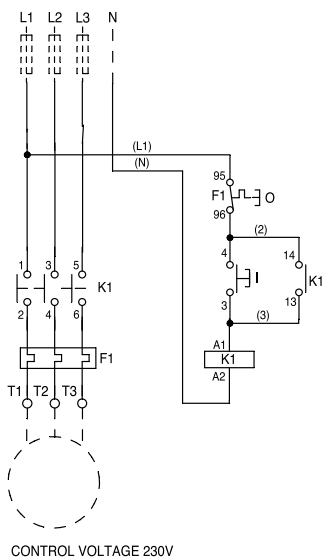 L1 L2 L3 N
(L1)
(N)
95
F1 O
96
(2)
1 3 5 4 14
K1 I K1
2 4 6 3 13
(3)
A1
F1 K1
A2
T1 T2 T3
CONTROL VOLTAGE 230V